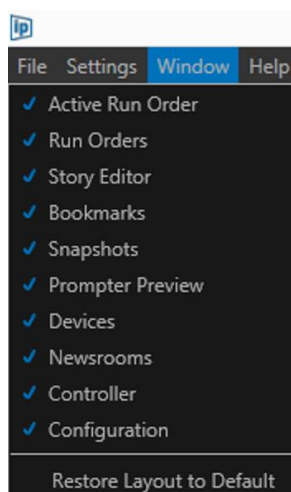 ip
File Settings Window Help
Active Run Order
Run Orders
Story Editor
Bookmarks
Snapshots
Prompter Preview
Devices
Newsrooms
Controller
Configuration
Restore Layout to Default